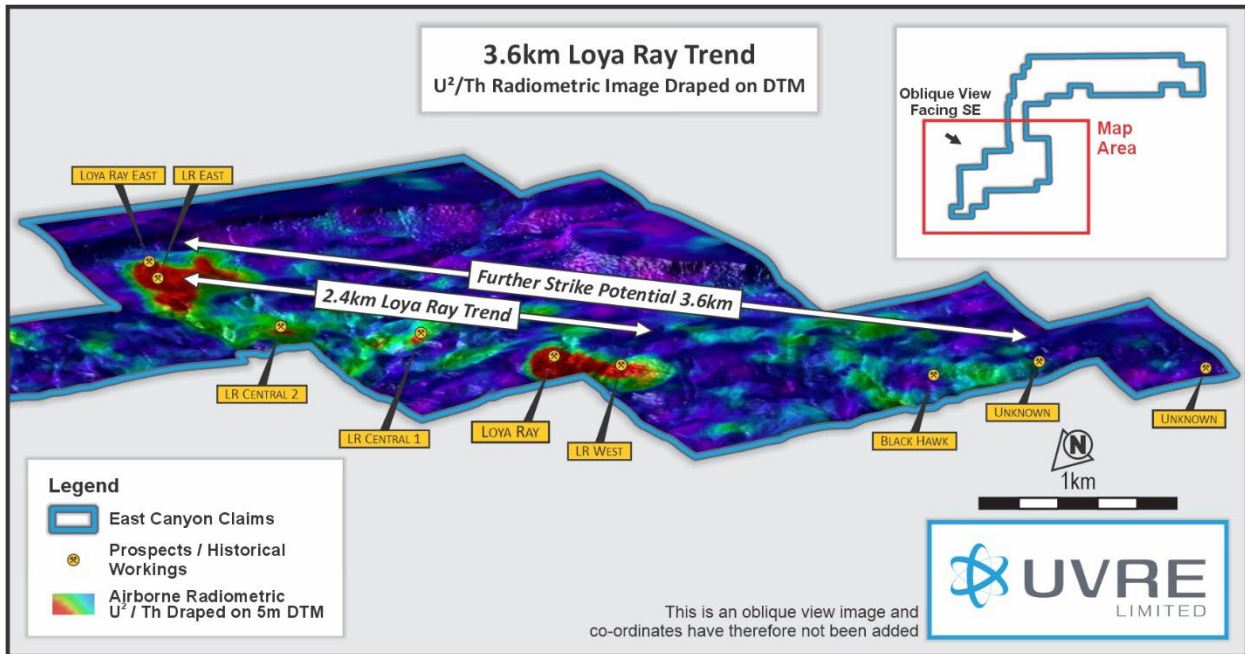 3.6km Loya Ray Trend
U²/Th Radiometric Image Draped on DTM
Oblique View
Facing SE
Map
Area
LOYA RAY EAST
LR EAST
Further Strike Potential 3.6km
2.4km Loya Ray Trend
LR CENTRAL 2
LR CENTRAL 1
LOYA RAY
LR WEST
BLACK HAWK
UNKNOWN
UNKNOWN
N
1km
Legend
East Canyon Claims
Prospects / Historical
Workings
Airborne Radiometric
U² / Th Draped on 5m DTM
This is an oblique view image and
co-ordinates have therefore not been added
UVRE
LIMITED